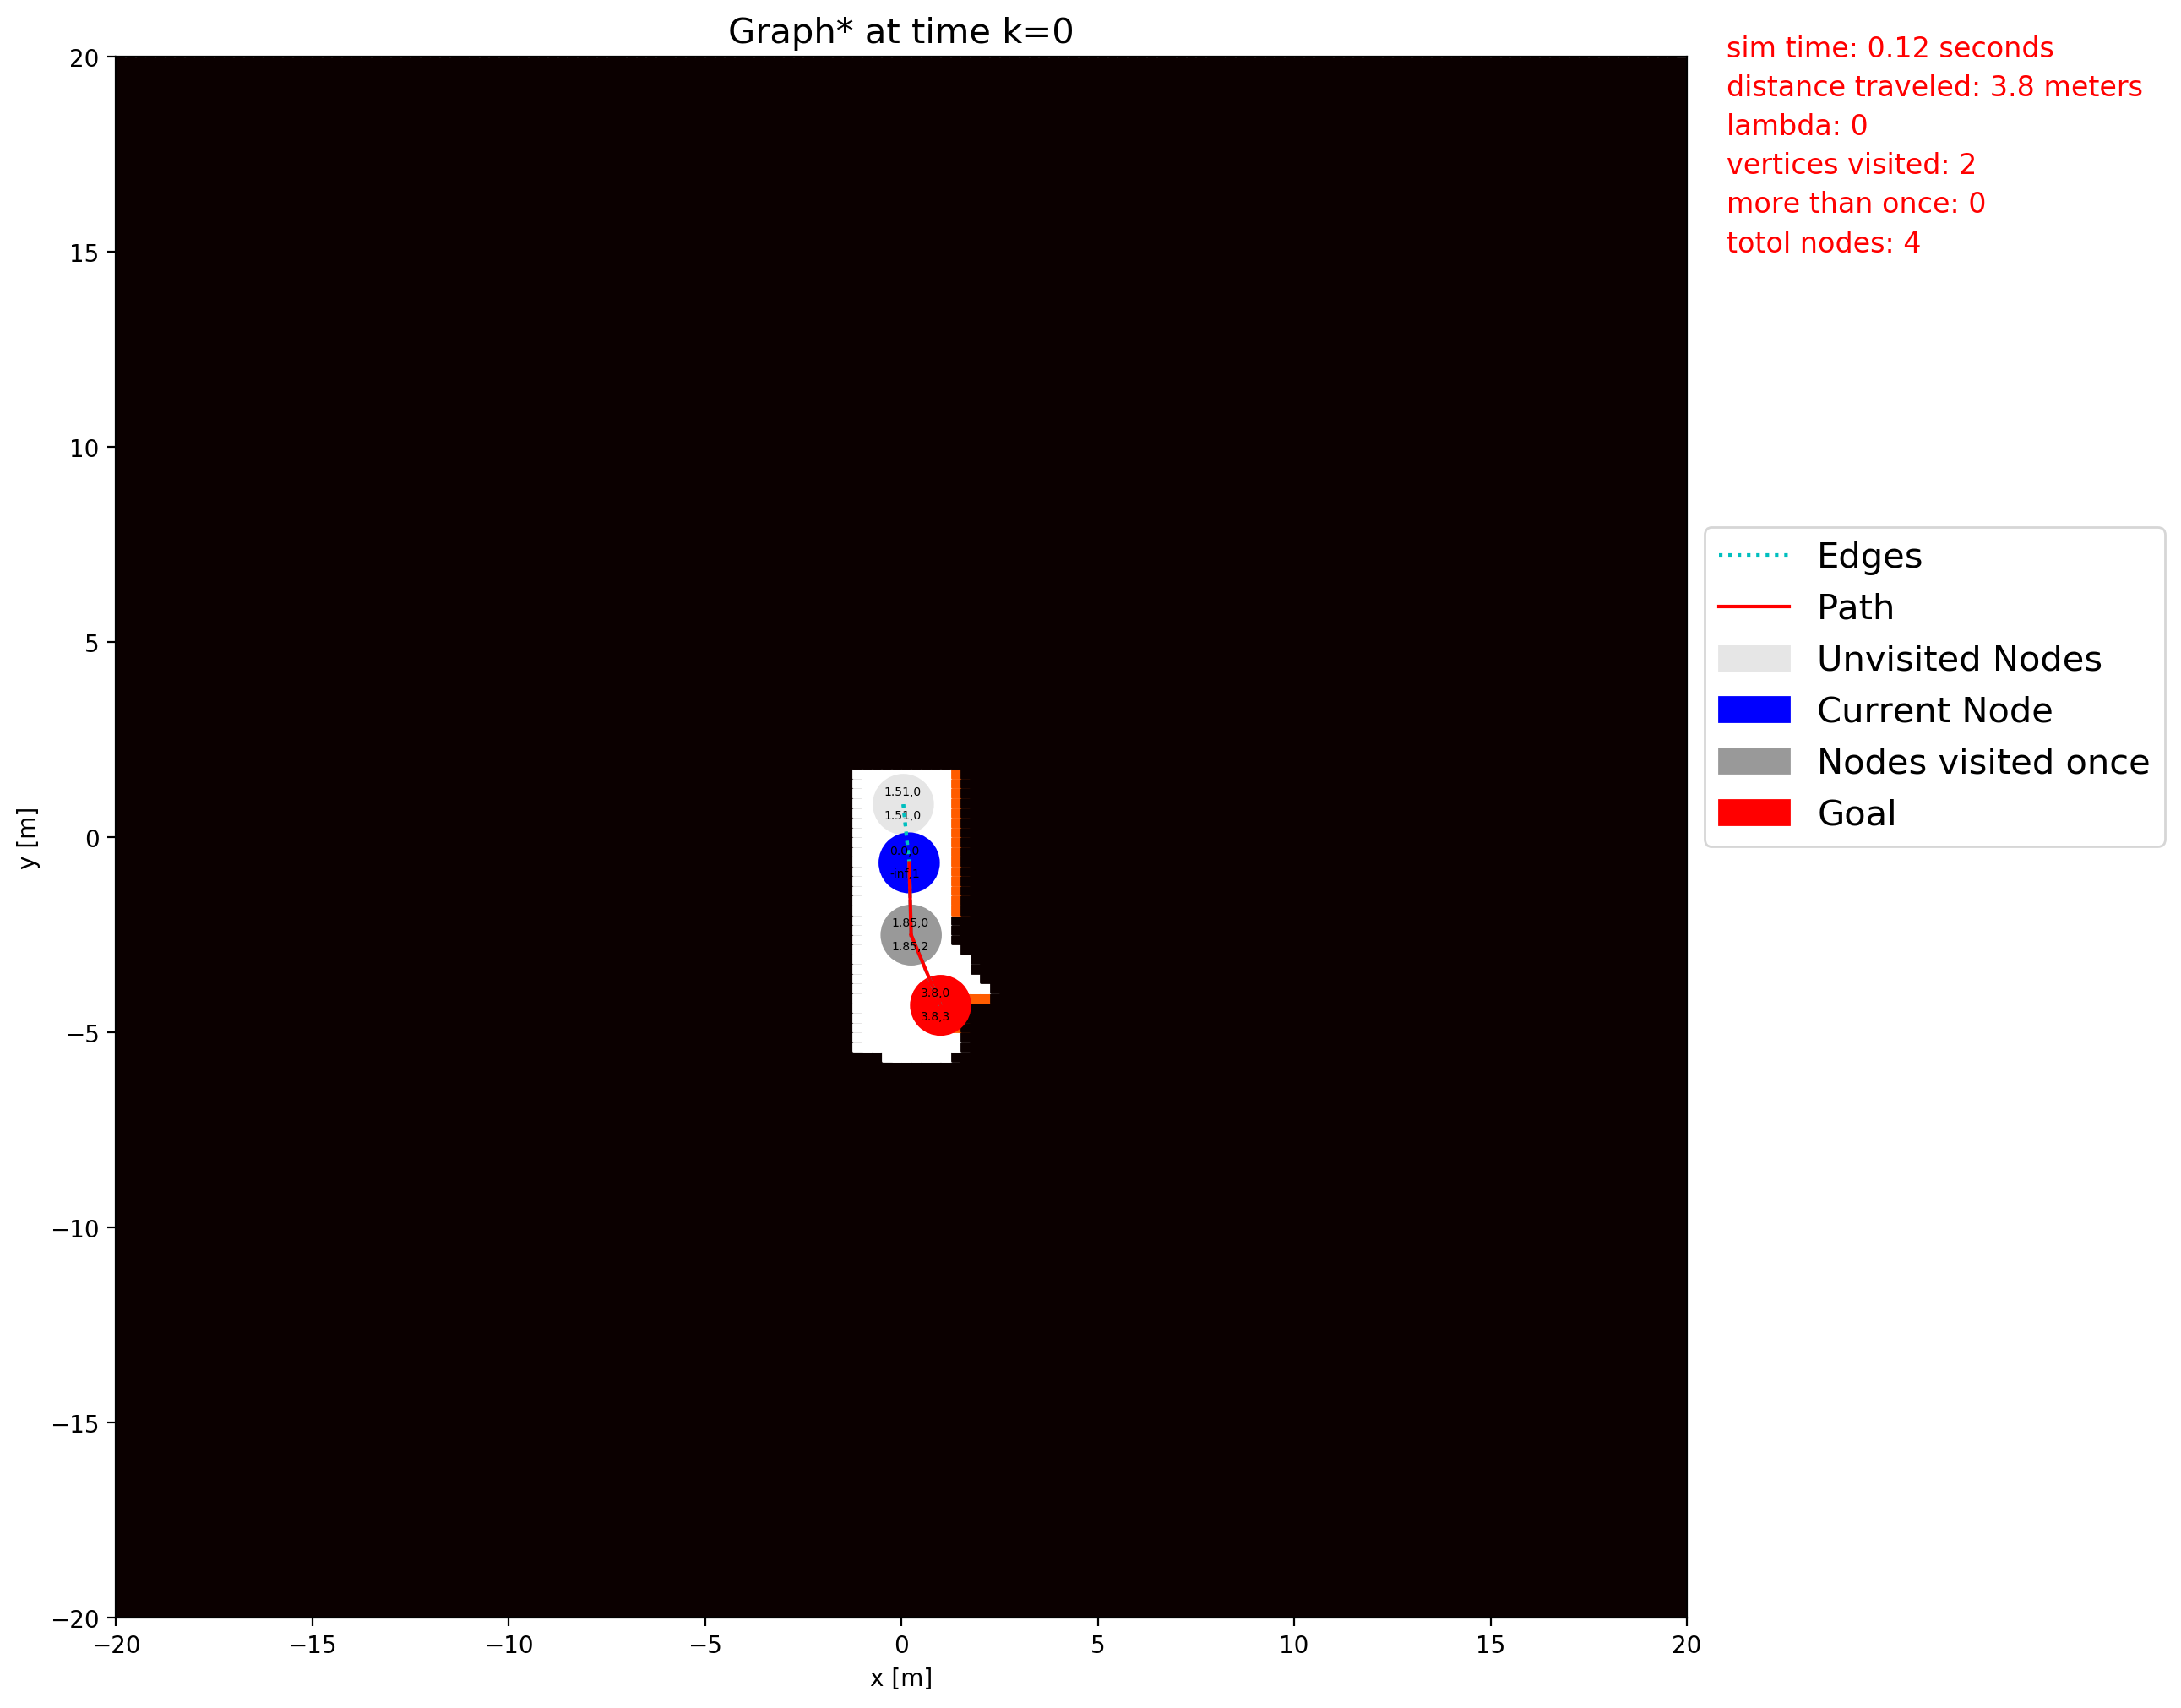 Graph* at time k=0
sim time: 0.12 seconds
distance traveled: 3.8 meters
lambda: 0
vertices visited: 2
more than once: 0
totol nodes: 4
20
15
10
5
0
−5
−10
−15
−20
y [m]
1.51,0
1.51,0
0.0,0
1.85,0
1.85,2
3.8,0
3.8,3
Edges
Path
Unvisited Nodes
Current Node
Nodes visited once
Goal
−20
−15
−10
−5
0
5
10
15
20
x [m]